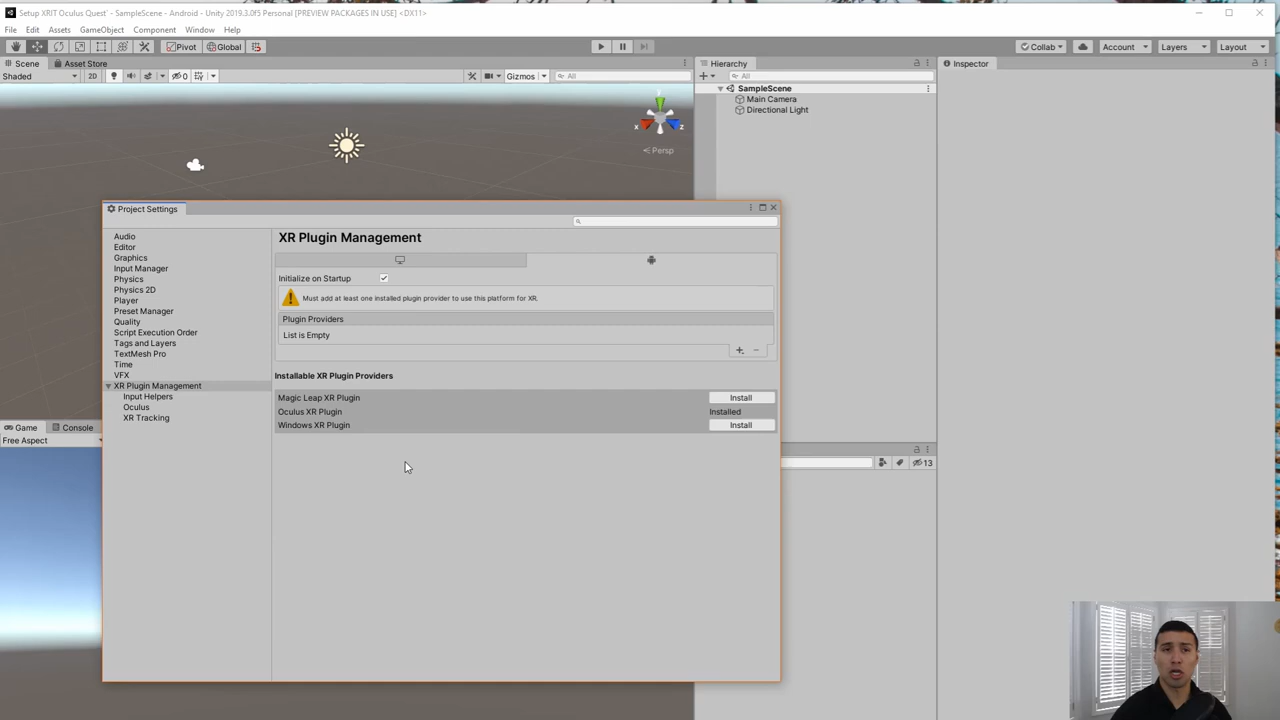 Setup XRIT Oculus Quest` - SampleScene - Android - Unity 2019.3.0f5 Personal [PREVIEW PACKAGES IN USE] <DX11>
File Edit Assets GameObject Component Window Help
Pivot Global Collab Account Layers Layout
Scene Asset Store Hierarchy Inspector
Shaded 2D 0 Gizmos All All
SampleScene
Main Camera
Directional Light
x z
Persp
Project Settings
XR Plugin Management
Audio
Editor
Graphics
Input Manager
Physics
Physics 2D
Player
Preset Manager
Quality
Script Execution Order
Tags and Layers
TextMesh Pro
Time
VFX
XR Plugin Management
Input Helpers
Oculus
XR Tracking
Initialize on Startup
Must add at least one installed plugin provider to use this platform for XR.
Plugin Providers
List is Empty
Installable XR Plugin Providers
Magic Leap XR Plugin Install
Oculus XR Plugin Installed
Windows XR Plugin Install
Game Console
Free Aspect
13